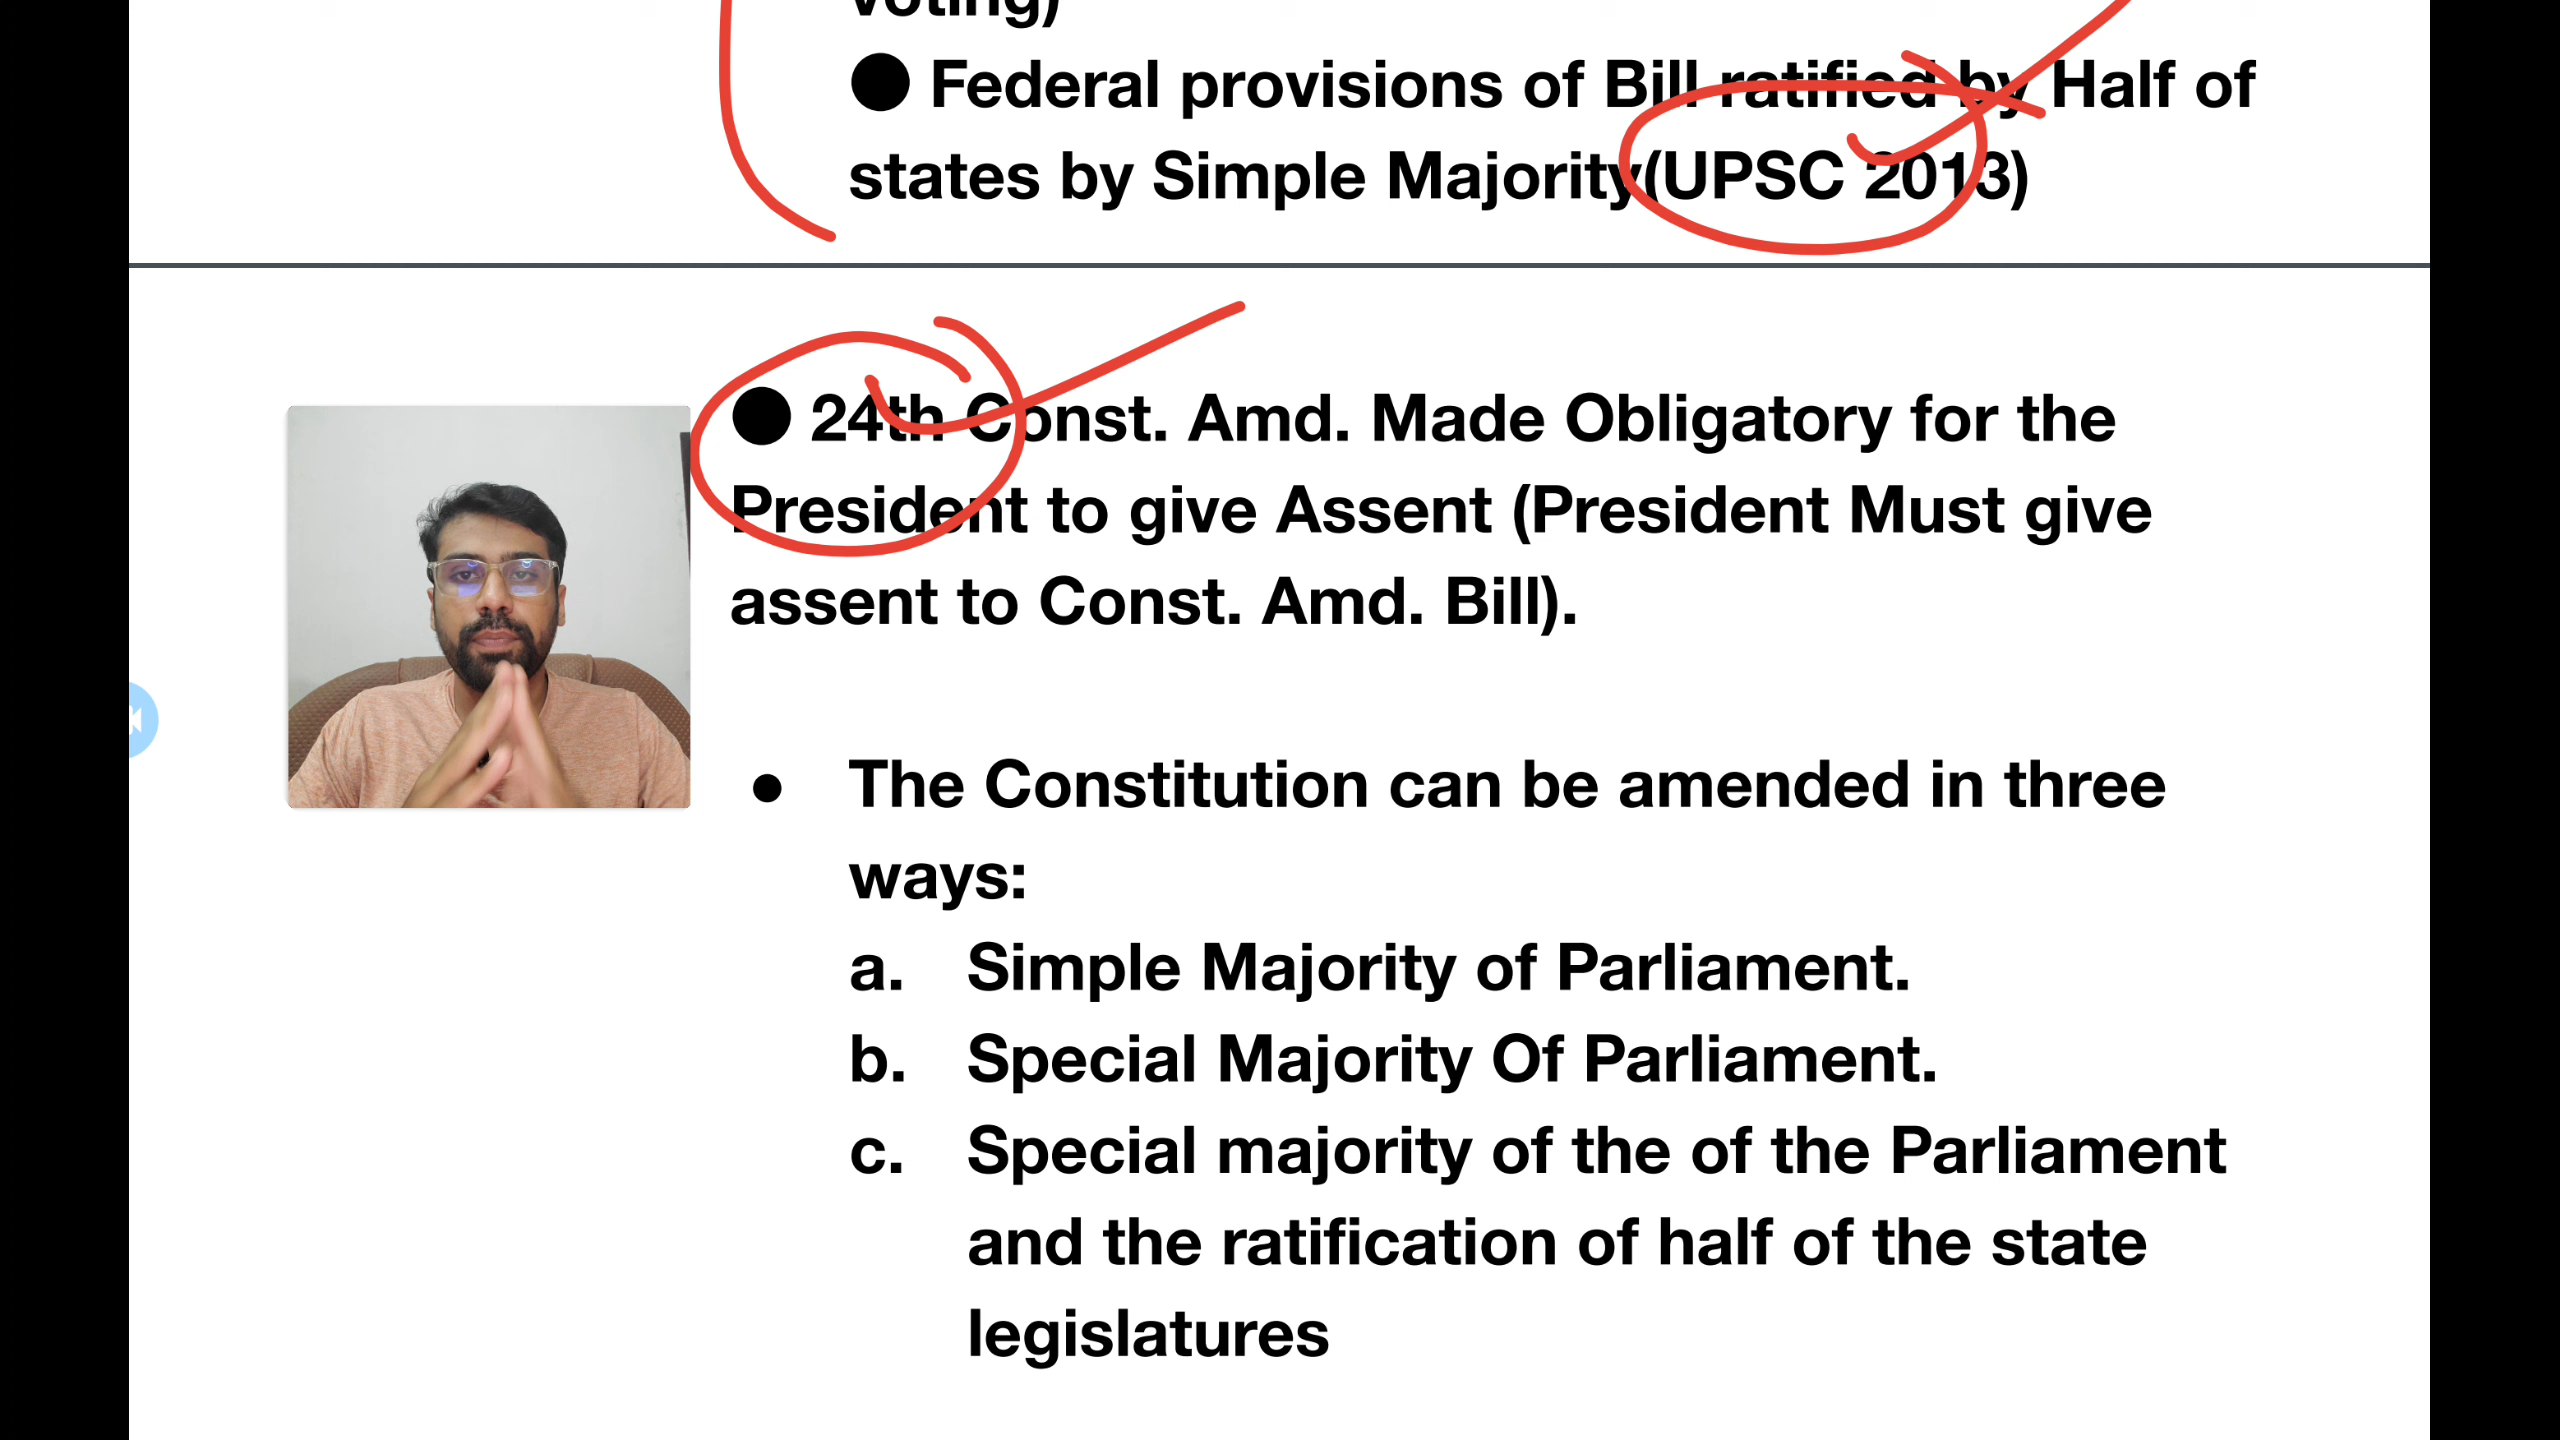 voting)
● Federal provisions of Bill ratified by Half of
states by Simple Majority(UPSC 2013)
● 24th Const. Amd. Made Obligatory for the
President to give Assent (President Must give
assent to Const. Amd. Bill).
● The Constitution can be amended in three
ways:
a. Simple Majority of Parliament.
b. Special Majority Of Parliament.
c. Special majority of the of the Parliament
and the ratification of half of the state
legislatures